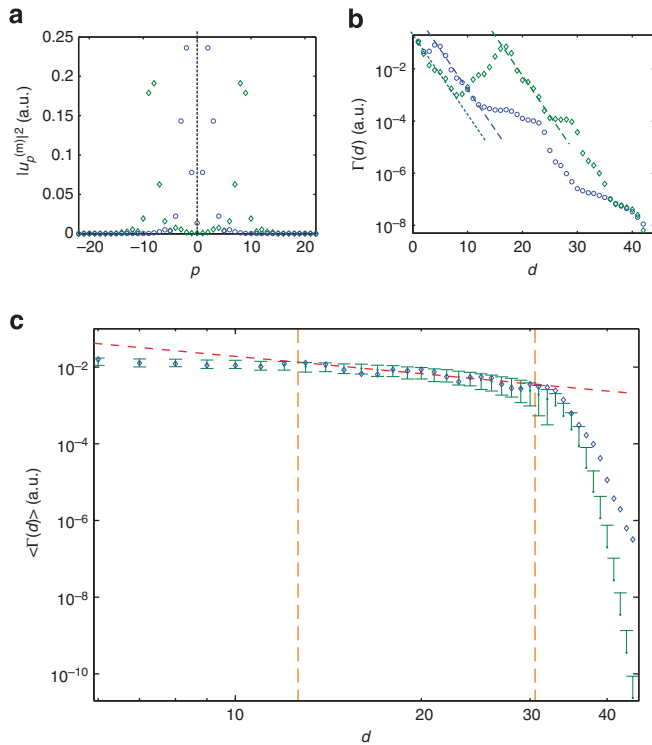 a
0.25
0.2
0.15
0.1
0.05
0
|u_p^(m)|² (a.u.)
−20 −10 0 10 20
p
b
10⁻²
10⁻⁴
10⁻⁶
10⁻⁸
Γ(d) (a.u.)
0 10 20 30 40
d
c
10⁻²
10⁻⁴
10⁻⁶
10⁻⁸
10⁻¹⁰
<Γ(d)> (a.u.)
10 20 30 40
d